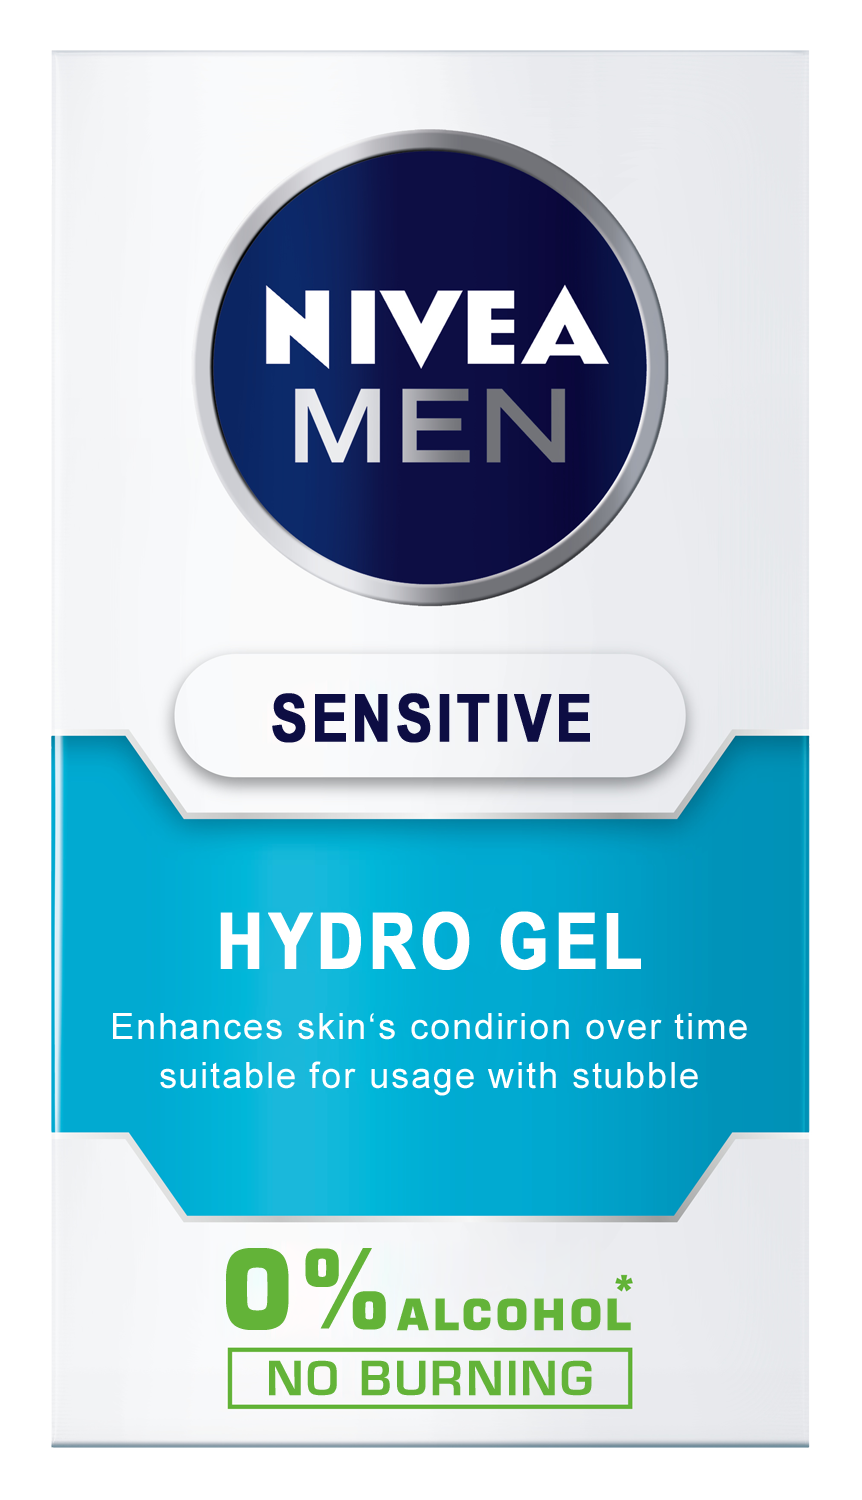 NIVEA
MEN
SENSITIVE
HYDRO GEL
Enhances skin‘s condirion over time
suitable for usage with stubble
0% ALCOHOL*
NO BURNING